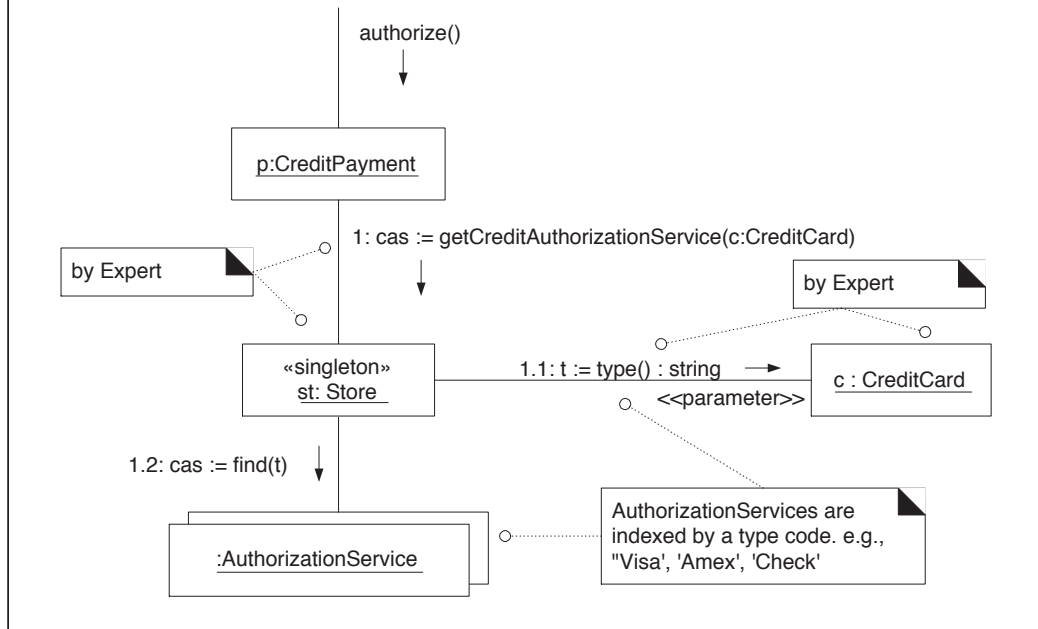 authorize()
p:CreditPayment
1: cas := getCreditAuthorizationService(c:CreditCard)
by Expert
by Expert
«singleton»
st: Store
1.1: t := type() : string
<<parameter>>
c : CreditCard
1.2: cas := find(t)
:AuthorizationService
AuthorizationServices are
indexed by a type code. e.g.,
"Visa', 'Amex', 'Check'